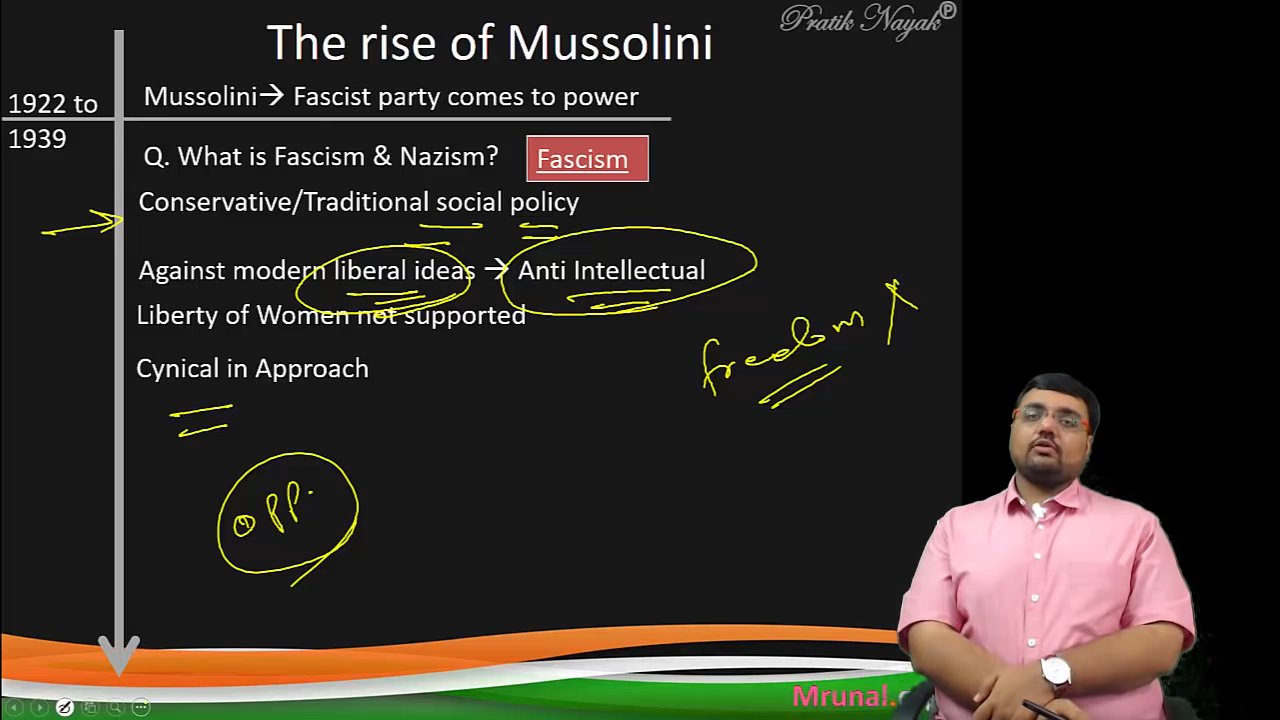 Pratik Nayak ℗
The rise of Mussolini
1922 to
1939
Mussolini→ Fascist party comes to power
Q. What is Fascism & Nazism?
Fascism
Conservative/Traditional social policy
Against modern liberal ideas → Anti Intellectual
Liberty of Women not supported
freedom
Cynical in Approach
opp.
Mrunal.